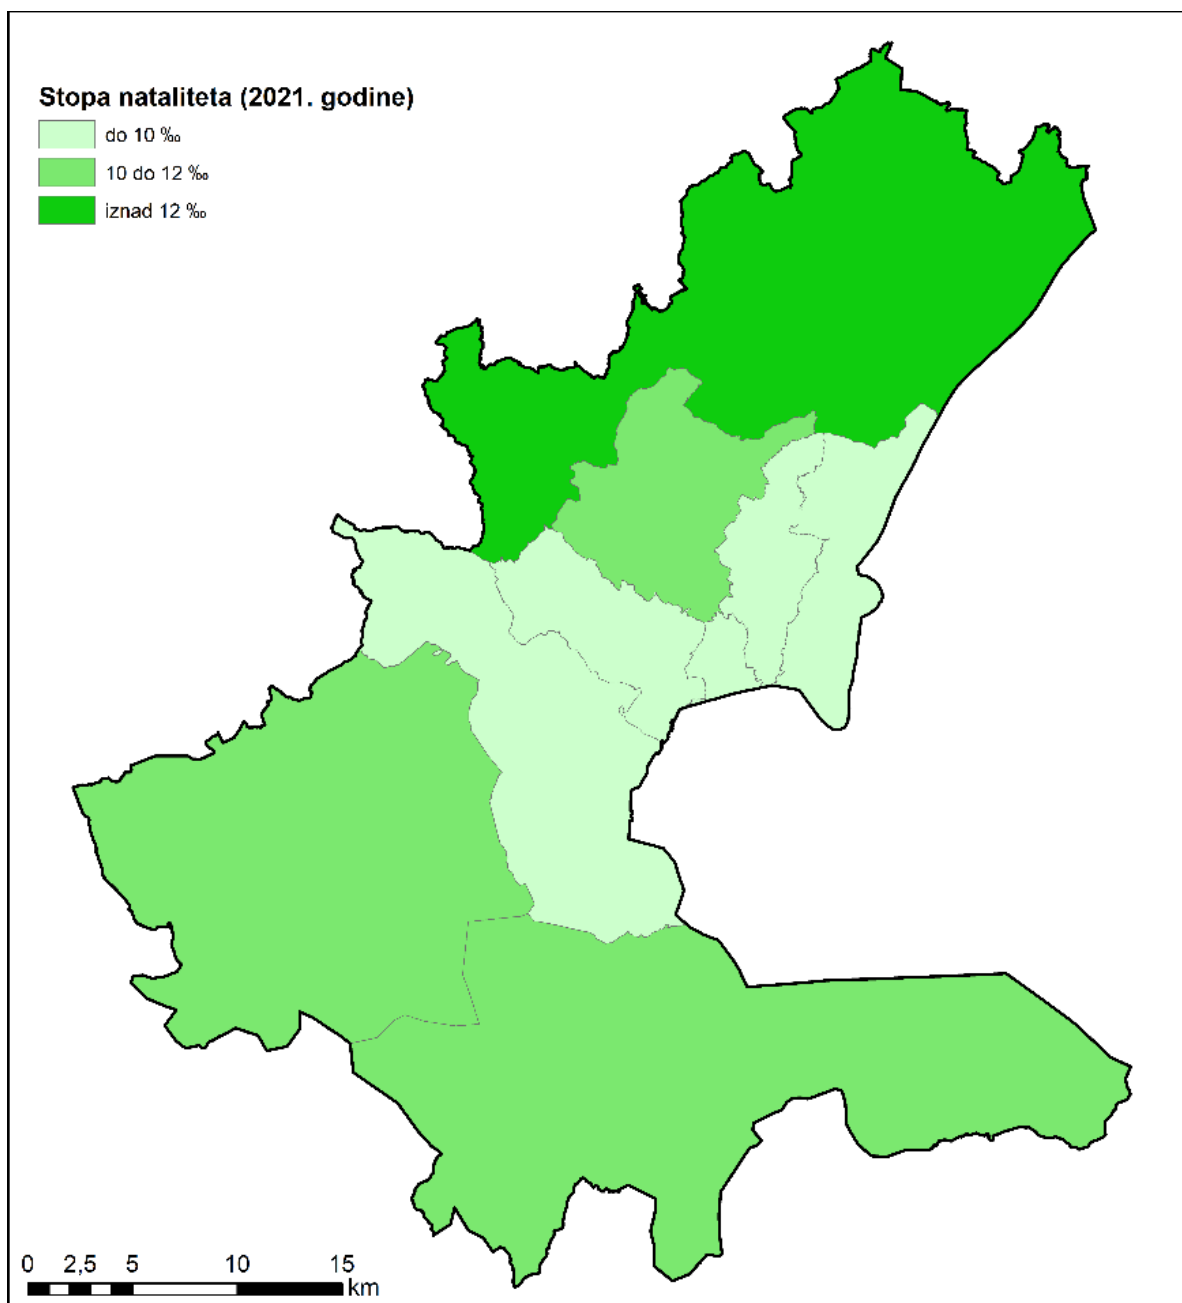 Stopa nataliteta (2021. godine)
do 10 ‰
10 do 12 ‰
iznad 12 ‰
0 2,5 5 10 15
km